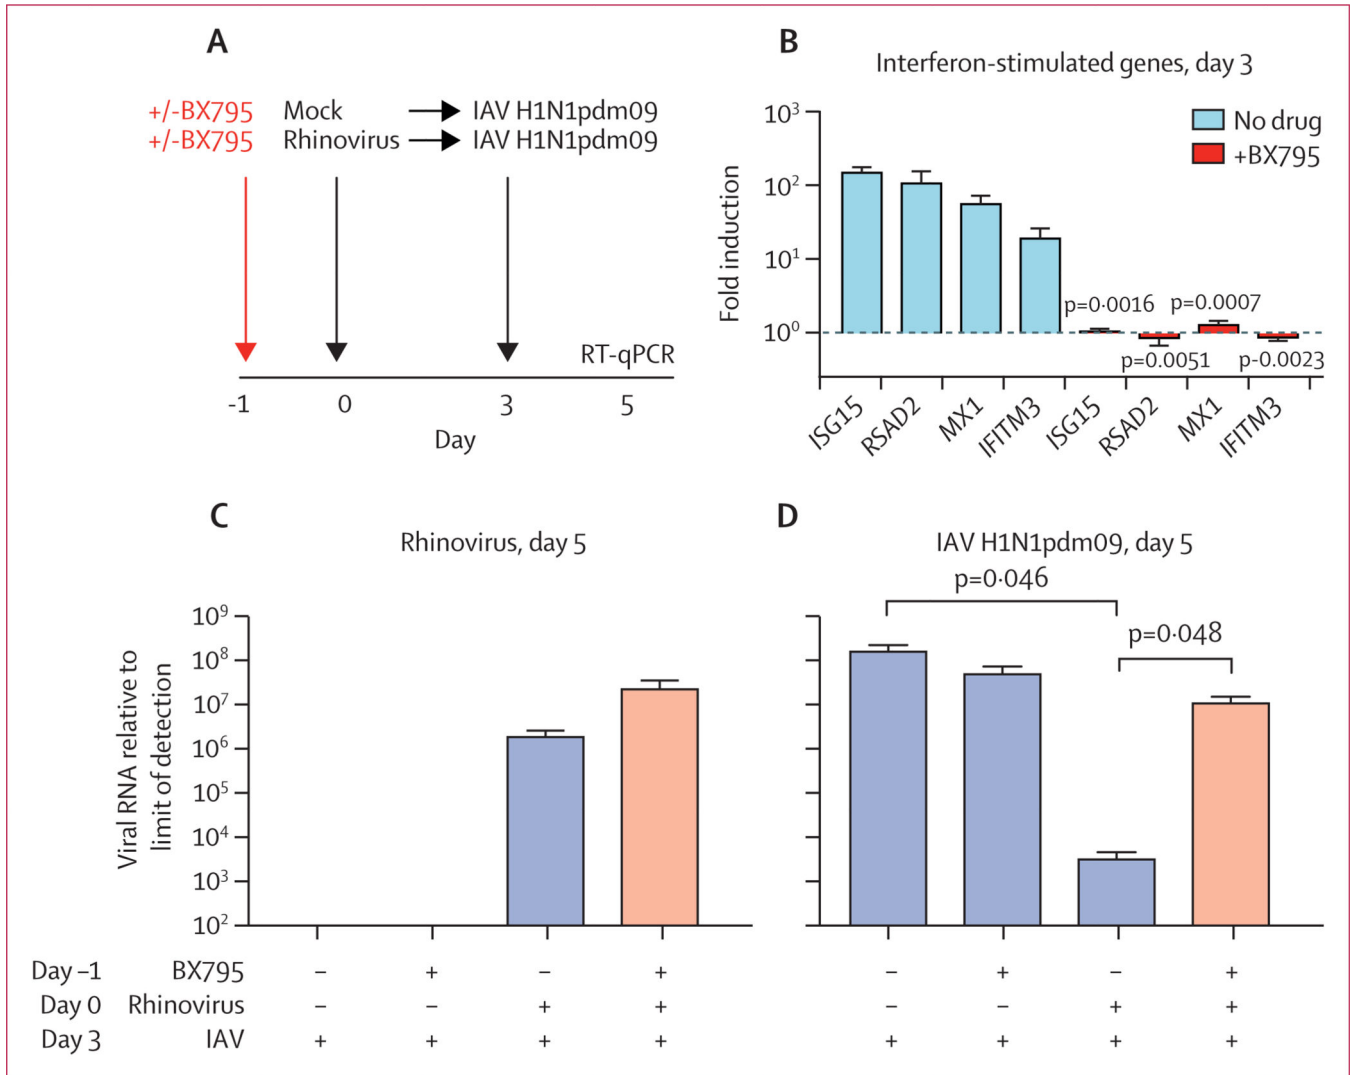 A
+/-BX795 Mock IAV H1N1pdm09
+/-BX795 Rhinovirus IAV H1N1pdm09
RT-qPCR
-1 0 3 5
Day
B
Interferon-stimulated genes, day 3
No drug
+BX795
Fold induction
10³
10²
10¹
10⁰
p=0·0016 p=0.0007
p=0.0051 p-0.0023
ISG15 RSAD2 MX1 IFITM3 ISG15 RSAD2 MX1 IFITM3
C
Rhinovirus, day 5
Viral RNA relative to
limit of detection
10⁹
10⁸
10⁷
10⁶
10⁵
10⁴
10³
10²
D
IAV H1N1pdm09, day 5
p=0·046
p=0·048
Day –1 BX795 – + – + – + – +
Day 0 Rhinovirus – – + + – – + +
Day 3 IAV + + + + + + + +